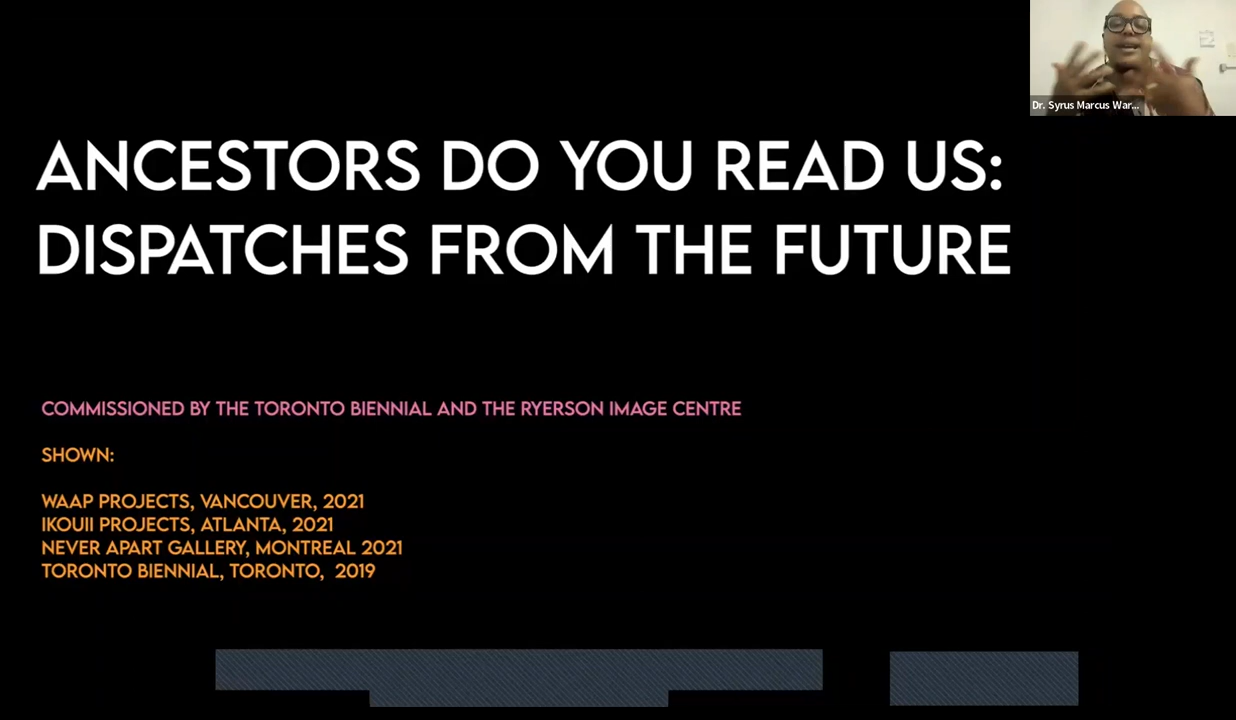 Dr. Syrus Marcus War...
ANCESTORS DO YOU READ US:
DISPATCHES FROM THE FUTURE
COMMISSIONED BY THE TORONTO BIENNIAL AND THE RYERSON IMAGE CENTRE
SHOWN:
WAAP PROJECTS, VANCOUVER, 2021
IKOUII PROJECTS, ATLANTA, 2021
NEVER APART GALLERY, MONTREAL 2021
TORONTO BIENNIAL, TORONTO, 2019